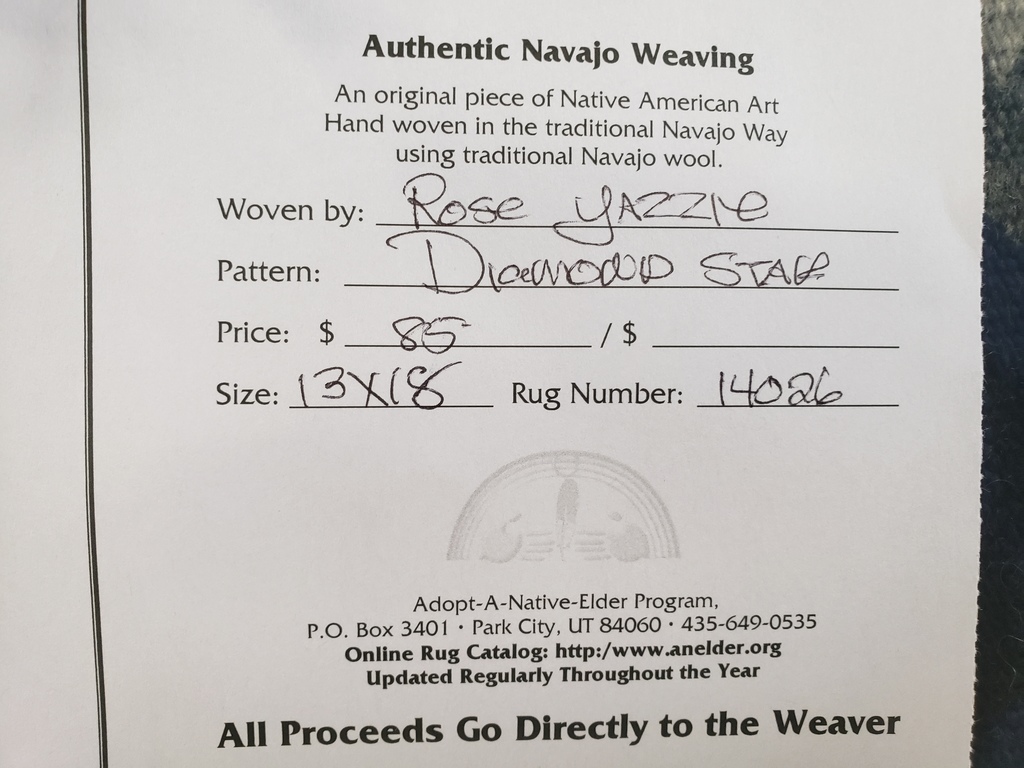 Authentic Navajo Weaving
An original piece of Native American Art
Hand woven in the traditional Navajo Way
using traditional Navajo wool.
Woven by: Rose YAZZIe
Pattern: Diamond STAR
Price: $ 85 / $
Size: 13X18 Rug Number: 14026
Adopt-A-Native-Elder Program,
P.O. Box 3401 · Park City, UT 84060 · 435-649-0535
Online Rug Catalog: http:/www.anelder.org
Updated Regularly Throughout the Year
All Proceeds Go Directly to the Weaver